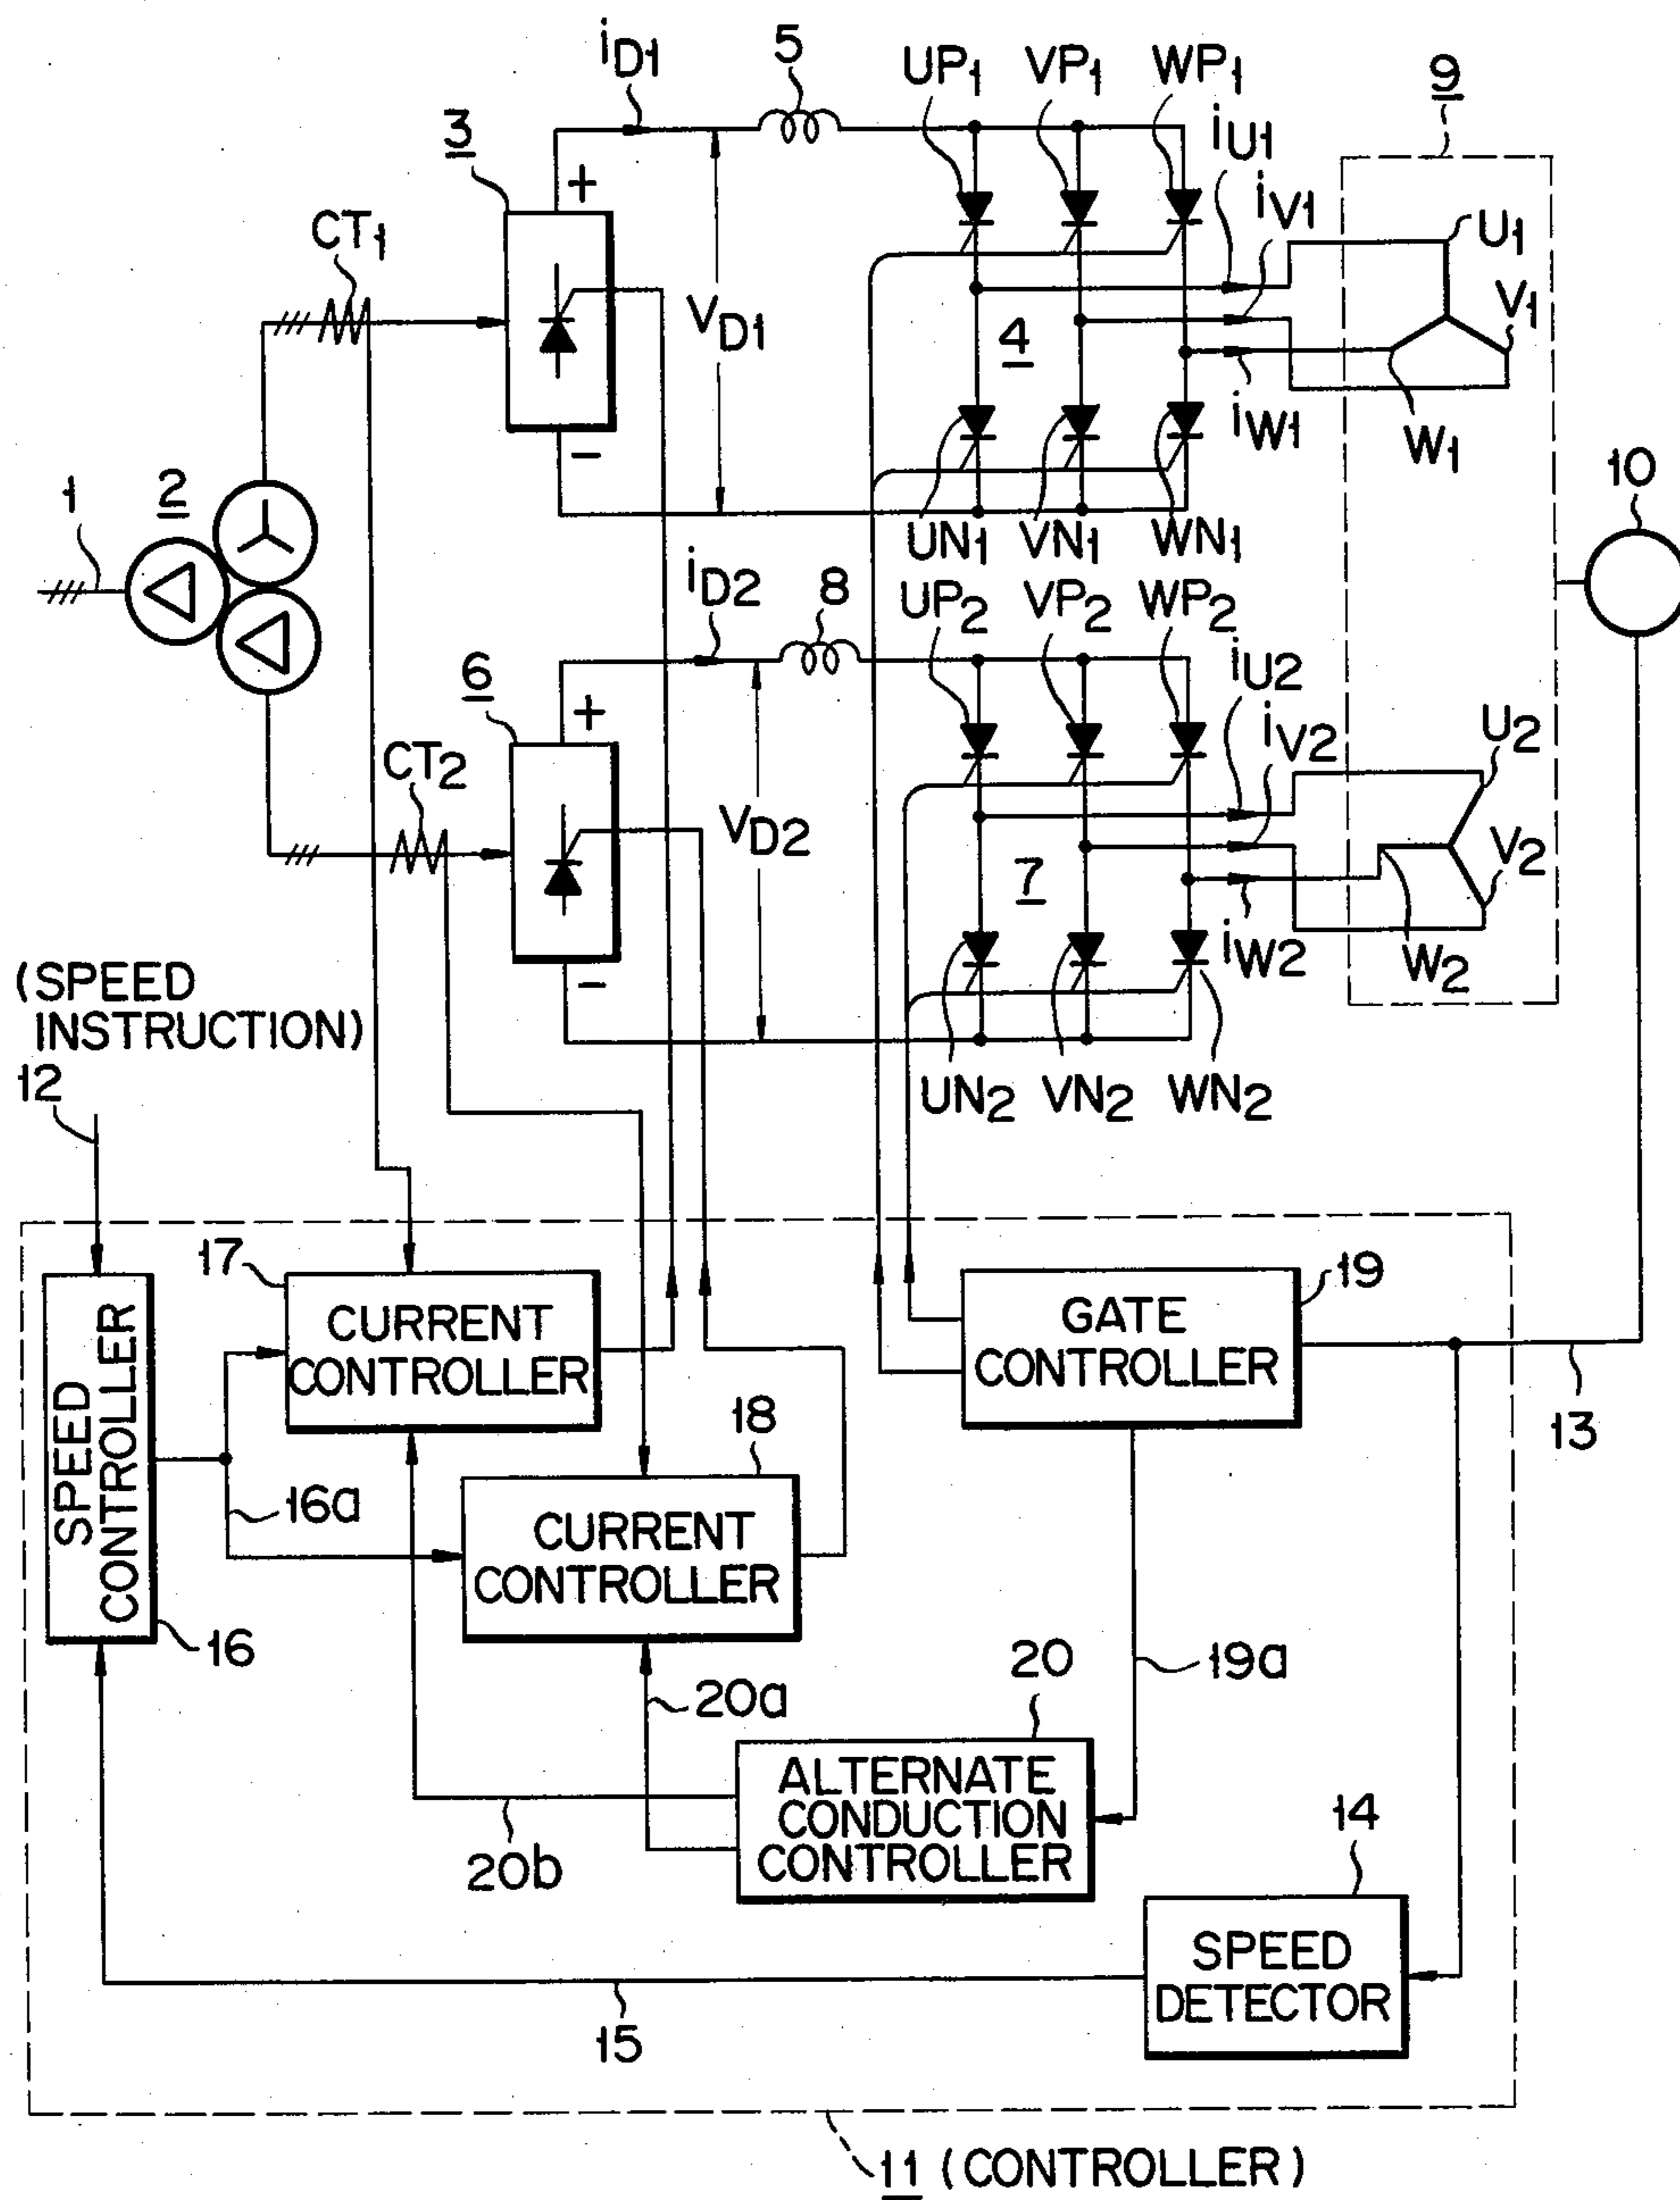 iD1
5
UP1
VP1
WP1
9
3
iU1
iV1
+
CT1
U1
VD1
V1
4
iW1
W1
-
1
2
10
UN1
VN1
WN1
iD2
8
UP2
VP2
WP2
6
iU2
iV2
+
U2
CT2
VD2
V2
7
iW2
W2
-
(SPEED
INSTRUCTION)
12
UN2
VN2
WN2
17
19
CURRENT
CONTROLLER
GATE
CONTROLLER
SPEED
CONTROLLER
18
13
16a
CURRENT
CONTROLLER
16
20
19a
20a
ALTERNATE
CONDUCTION
CONTROLLER
14
20b
SPEED
DETECTOR
15
11 (CONTROLLER)